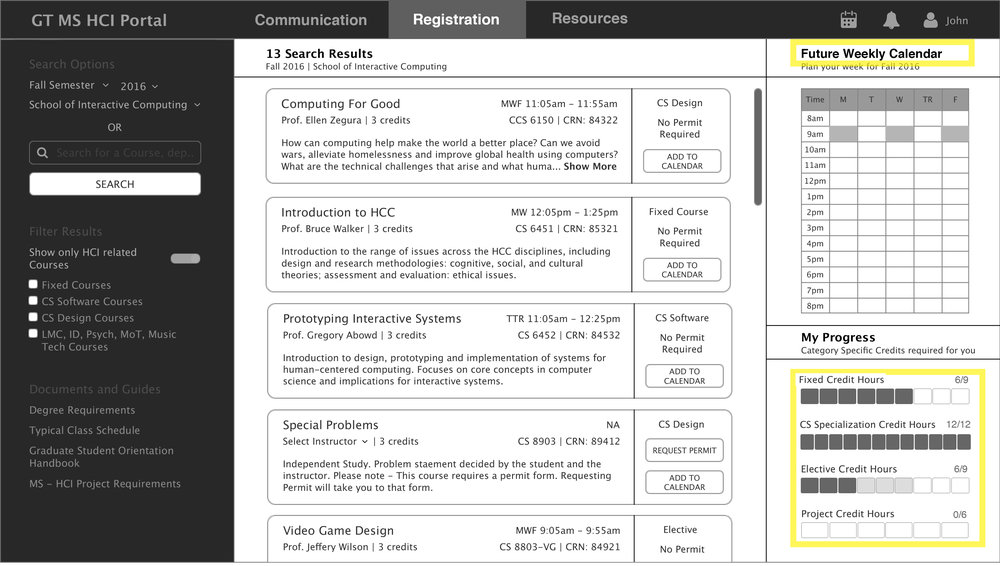 GT MS HCI Portal
Communication
Registration
Resources
John
Search Options
Fall Semester
2016
School of Interactive Computing
OR
Search for a Course, dep..
SEARCH
Filter Results
Show only HCI related
Courses
Fixed Courses
CS Software Courses
CS Design Courses
LMC, ID, Psych, MoT, Music
Tech Courses
Documents and Guides
Degree Requirements
Typical Class Schedule
Graduate Student Orientation
Handbook
MS - HCI Project Requirements
13 Search Results
Fall 2016 | School of Interactive Computing
Computing For Good
MWF 11:05am - 11:55am
Prof. Ellen Zegura | 3 credits
CCS 6150 | CRN: 84322
How can computing help make the world a better place? Can we avoid
wars, alleviate homelessness and improve global health using computers?
What are the technical challenges that arise and what huma... Show More
CS Design
No Permit
Required
ADD TO
CALENDAR
Introduction to HCC
MW 12:05pm - 1:25pm
Prof. Bruce Walker | 3 credits
CS 6451 | CRN: 85321
Introduction to the range of issues across the HCC disciplines, including
design and research methodologies: cognitive, social, and cultural
theories; assessment and evaluation: ethical issues.
Fixed Course
No Permit
Required
ADD TO
CALENDAR
Prototyping Interactive Systems
TTR 11:05am - 12:25pm
Prof. Gregory Abowd | 3 credits
CS 6452 | CRN: 84532
Introduction to design, prototyping and implementation of systems for
human-centered computing. Focuses on core concepts in computer
science and implications for interactive systems.
CS Software
No Permit
Required
ADD TO
CALENDAR
Special Problems
NA
Select Instructor | 3 credits
CS 8903 | CRN: 89412
Independent Study. Problem staement decided by the student and the
instructor. Please note - This course requires a permit form. Requesting
Permit will take you to that form.
CS Design
REQUEST PERMIT
ADD TO
CALENDAR
Video Game Design
MWF 9:05am - 9:55am
Prof. Jeffery Wilson | 3 credits
CS 8803-VG | CRN: 84921
Elective
No Permit
Future Weekly Calendar
Plan your week for Fall 2016
Time M T W TR F
8am
9am
10am
11am
12pm
1pm
2pm
3pm
4pm
5pm
6pm
7pm
8pm
My Progress
Category Specific Credits required for you
Fixed Credit Hours 6/9
CS Specialization Credit Hours 12/12
Elective Credit Hours 6/9
Project Credit Hours 0/6